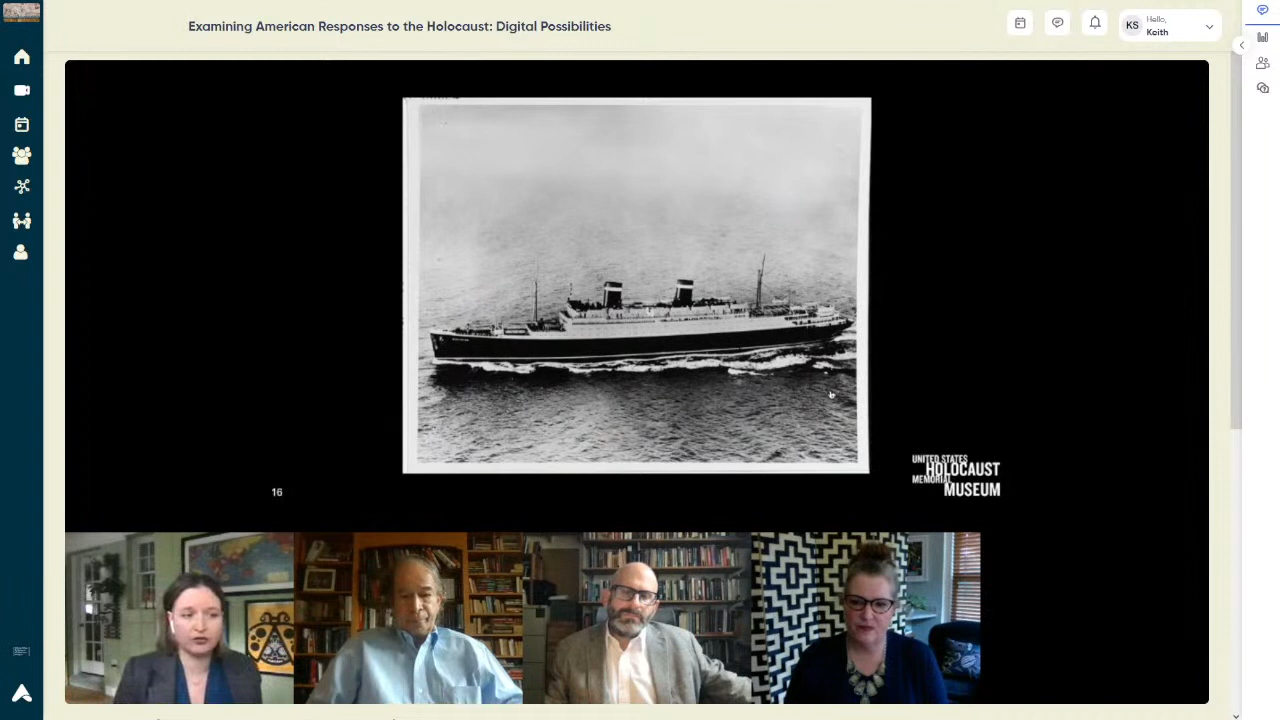 Examining American Responses to the Holocaust: Digital Possibilities
KS
Hello,
Keith
UNITED STATES
HOLOCAUST
MEMORIAL
MUSEUM
16